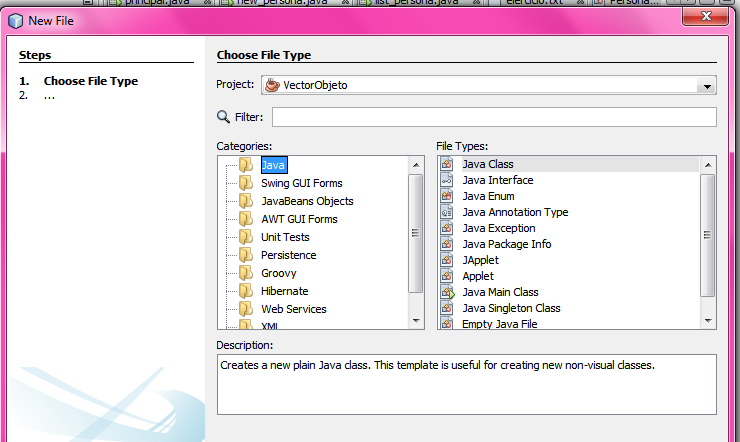 principal.java
new_persona.java
list_persona.java
ejercicio.txt
Persona...
New File
Steps
1. Choose File Type
2. ...
Choose File Type
Project: VectorObjeto
Filter:
Categories:
Java
Swing GUI Forms
JavaBeans Objects
AWT GUI Forms
Unit Tests
Persistence
Groovy
Hibernate
Web Services
XML
File Types:
Java Class
Java Interface
Java Enum
Java Annotation Type
Java Exception
Java Package Info
JApplet
Applet
Java Main Class
Java Singleton Class
Empty Java File
Description:
Creates a new plain Java class. This template is useful for creating new non-visual classes.